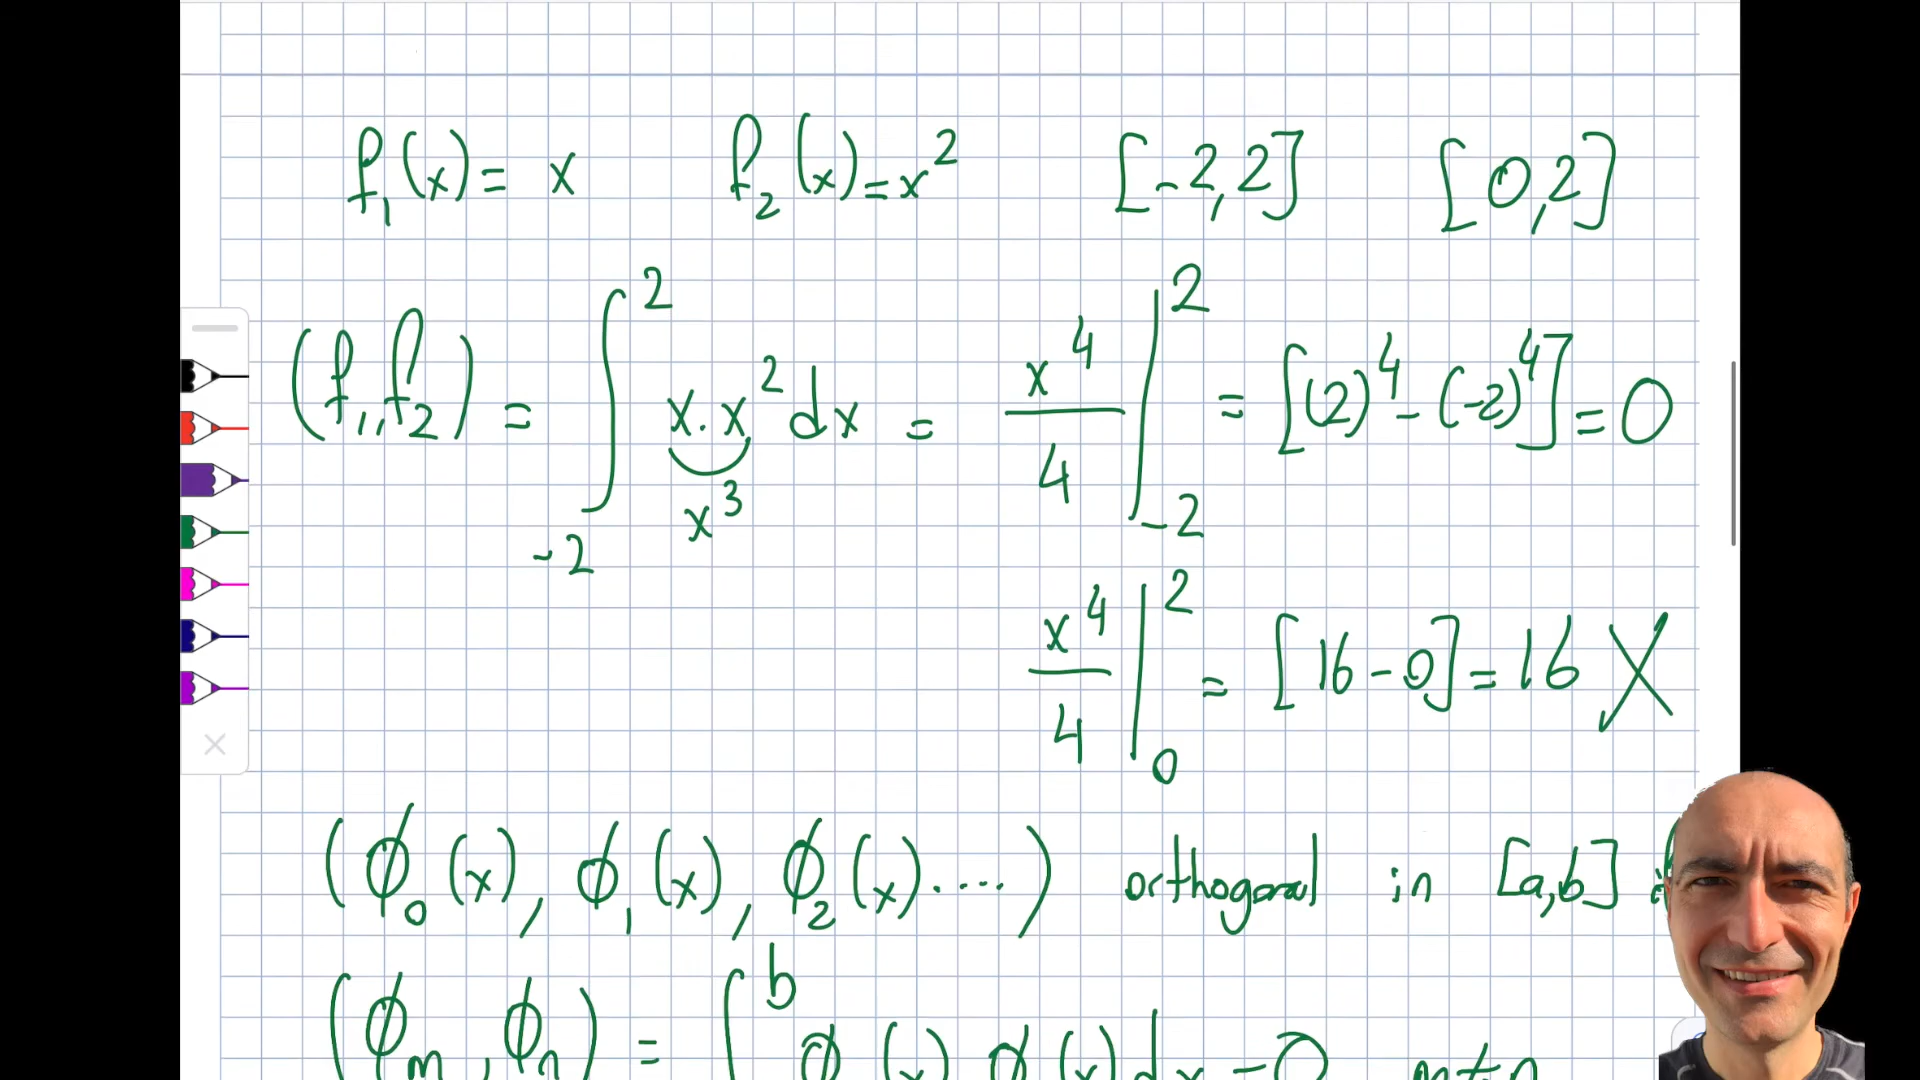 f₁(x) = x f₂(x) = x² [-2,2] [0,2]
(f₁,f₂) = ∫₋₂² x·x² dx = x⁴/4 |₋₂² = [(2)⁴ - (-2)⁴] = 0
x³
x⁴/4 |₀² = [16 - 0] = 16 X
(ϕ₀(x), ϕ₁(x), ϕ₂(x) ....) orthogonal in [a,b]
(ϕm, ϕn) = ∫ᵇ ϕ (x) ϕ (x) dx = 0 m≠n